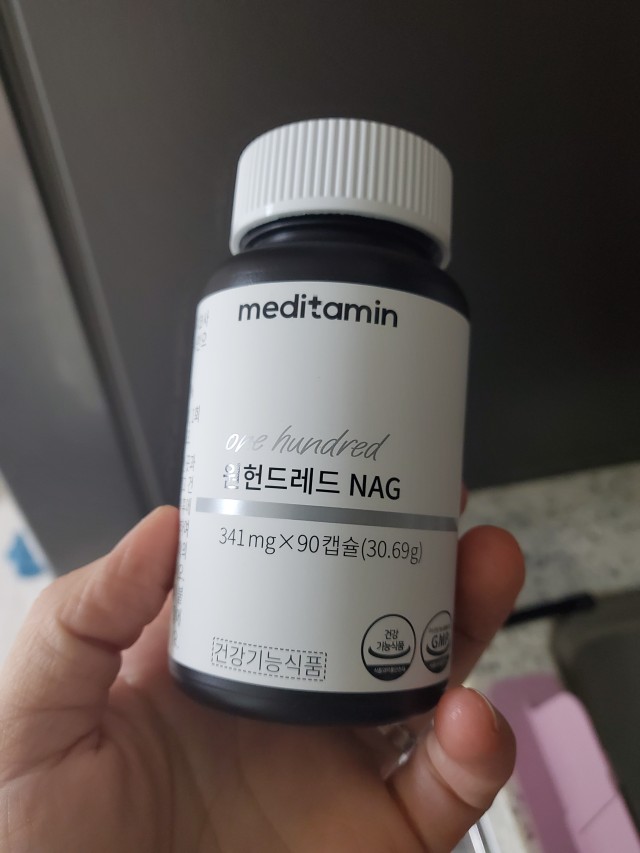 meditamin
one hundred
원헌드레드 NAG
341mg×90캡슐(30.69g)
건강기능식품
건강
기능식품
GMP